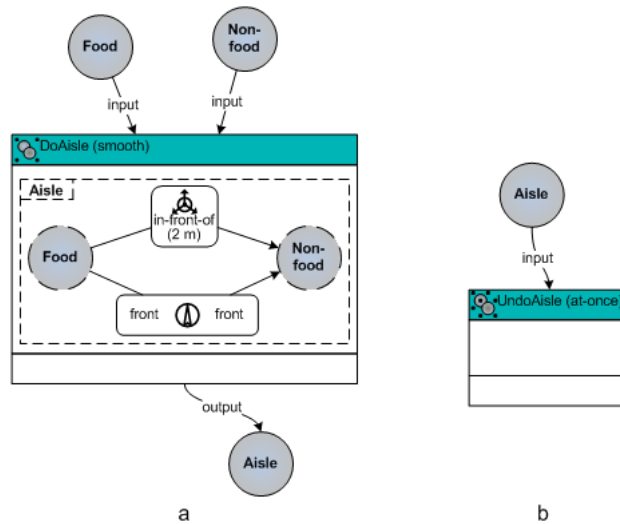 Food
Non-
food
input
input
DoAisle (smooth)
Aisle
in-front-of
(2 m)
Food
Non-
food
front
front
output
Aisle
a
Aisle
input
UndoAisle (at-once)
b